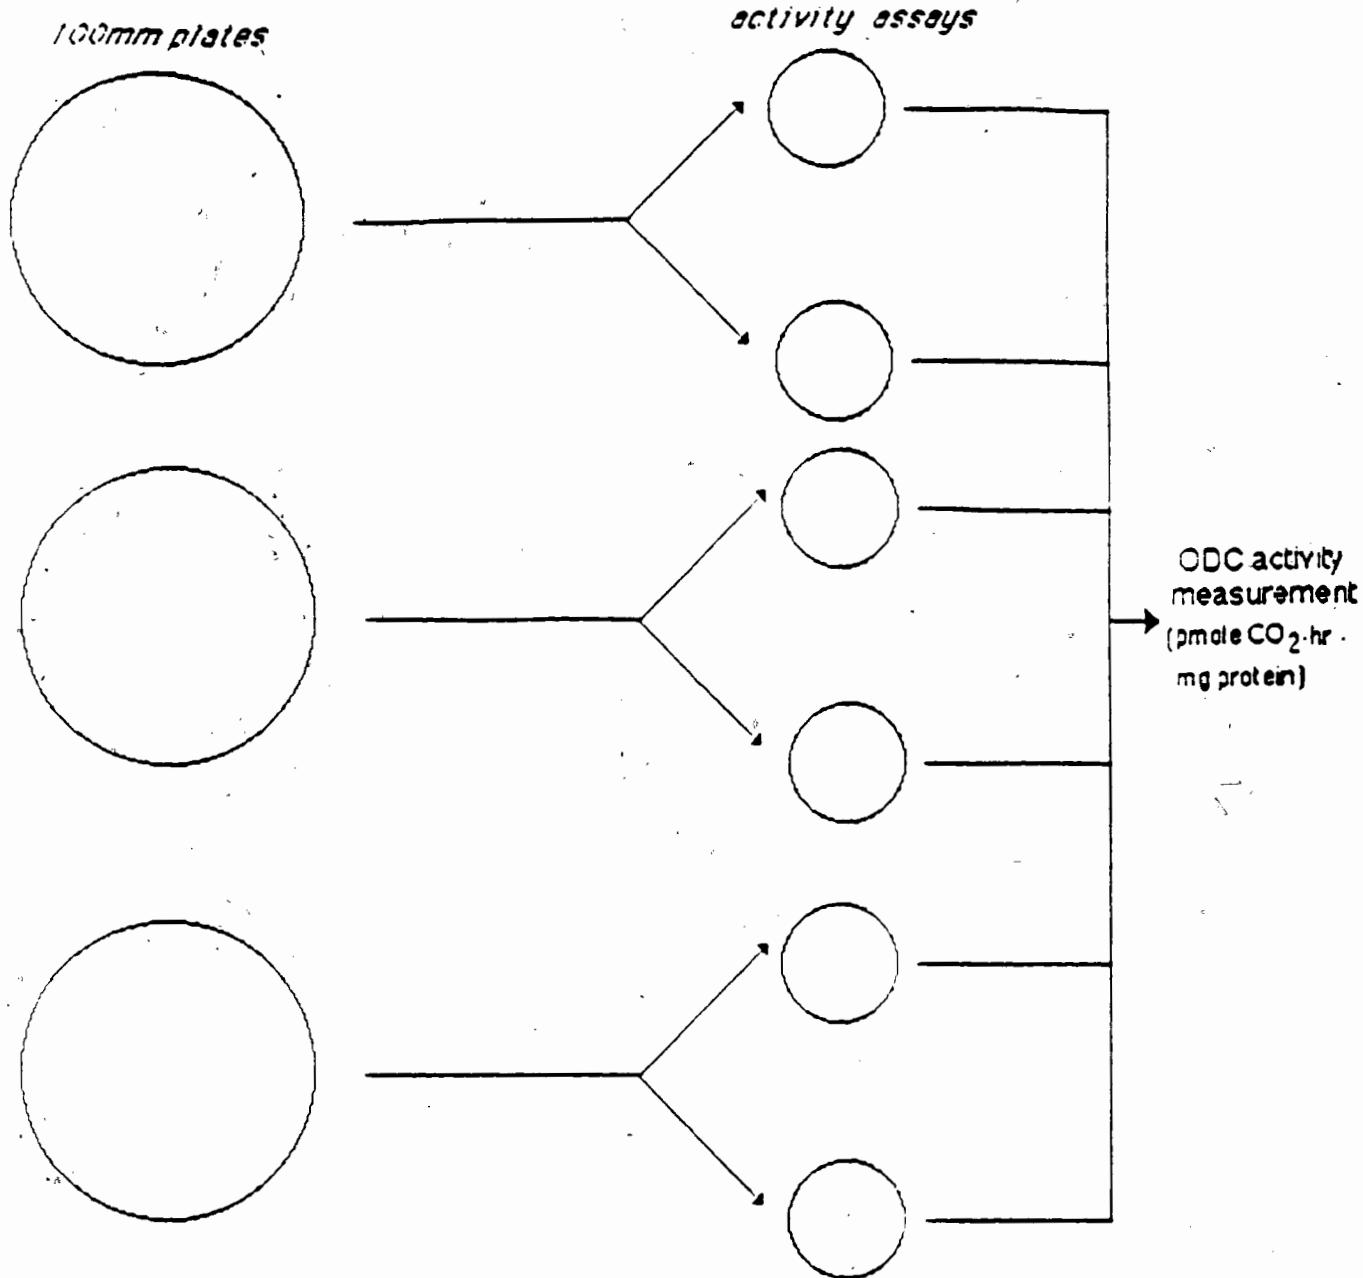 100mm plates
activity assays
ODC activity
measurement
(pmole CO₂·hr·
mg protein)